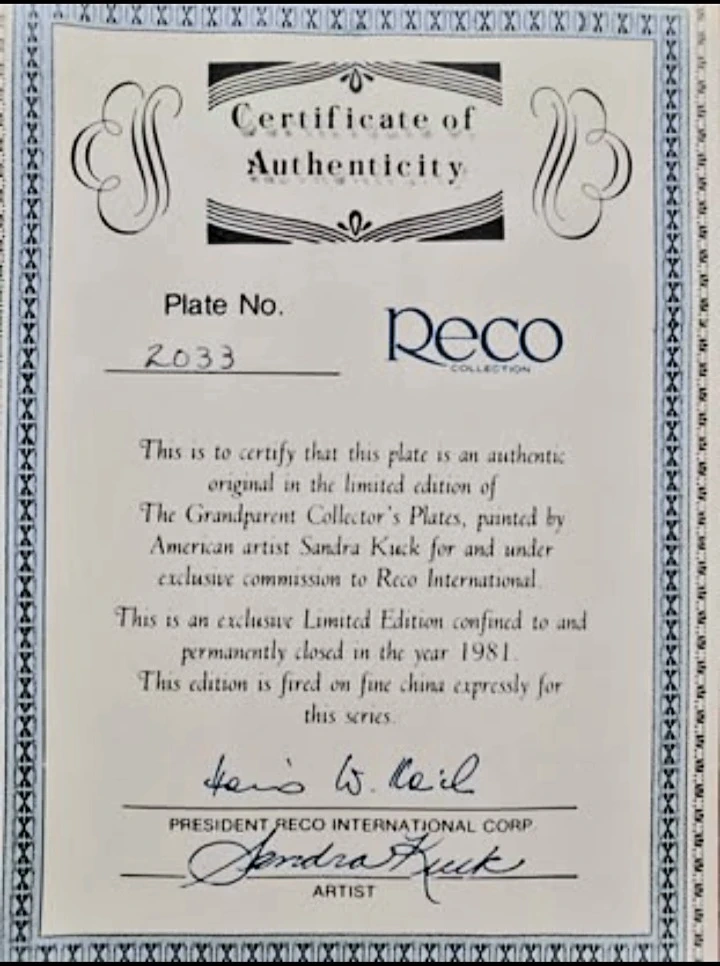 Certificate of
Authenticity
Plate No.
2033
Reco
COLLECTION
This is to certify that this plate is an authentic
original in the limited edition of
The Grandparent Collector's Plates, painted by
American artist Sandra Kuck for and under
exclusive commission to Reco International.
This is an exclusive Limited Edition confined to and
permanently closed in the year 1981.
This edition is fired on fine china expressly for
this series.
W.
PRESIDENT RECO INTERNATIONAL CORP.
Sandra Kuck
ARTIST